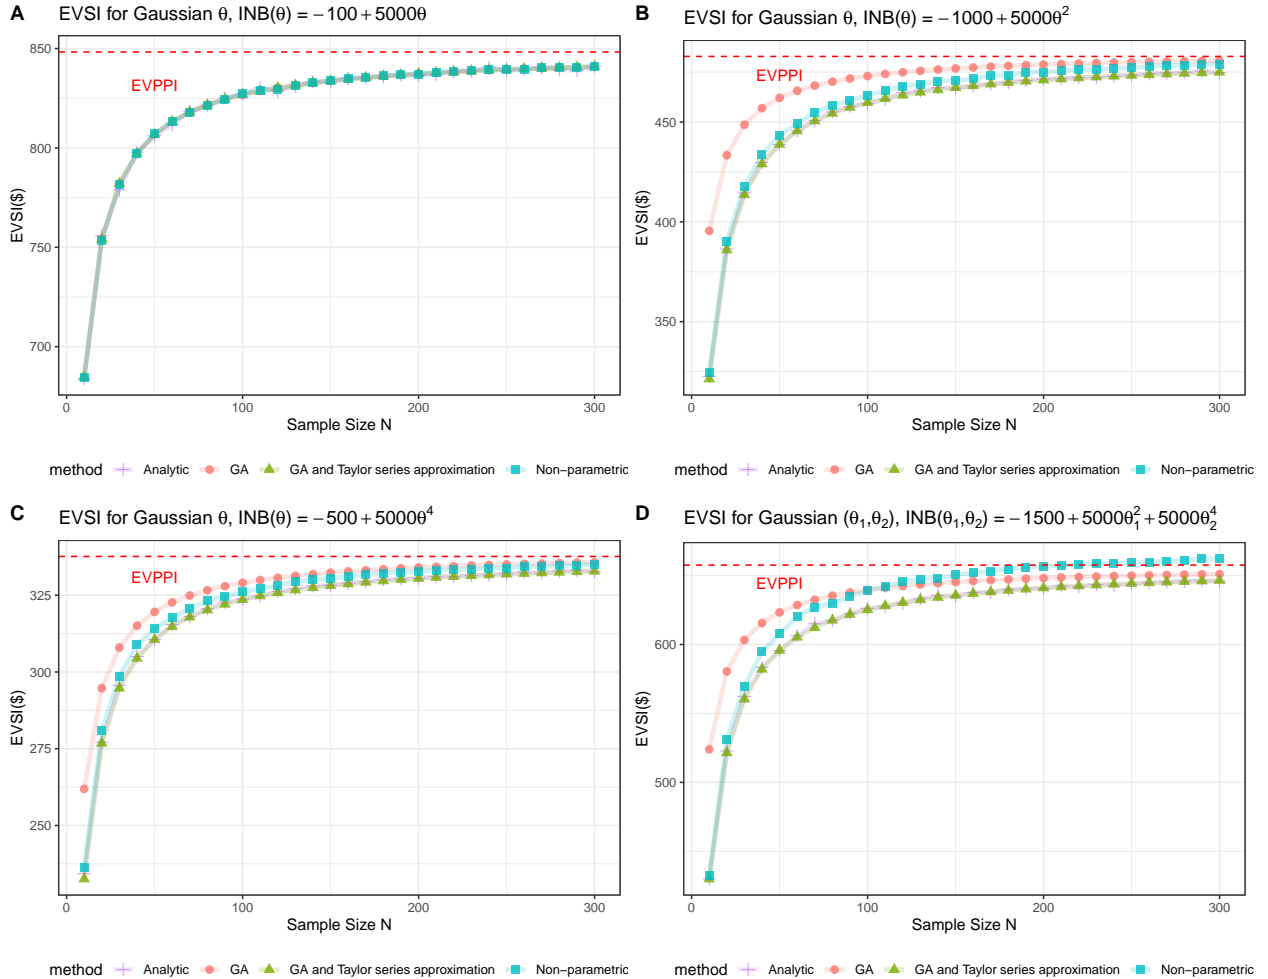 A EVSI for Gaussian θ, INB(θ) = −100 + 5000θ
EVSI($)
850
800
750
700
EVPPI
0 100 200 300
Sample Size N
method Analytic GA GA and Taylor series approximation Non−parametric
B EVSI for Gaussian θ, INB(θ) = −1000 + 5000θ²
EVSI($)
450
400
350
EVPPI
0 100 200 300
Sample Size N
method Analytic GA GA and Taylor series approximation Non−parametric
C EVSI for Gaussian θ, INB(θ) = −500 + 5000θ⁴
EVSI($)
325
300
275
250
EVPPI
0 100 200 300
Sample Size N
method Analytic GA GA and Taylor series approximation Non−parametric
D EVSI for Gaussian (θ₁,θ₂), INB(θ₁,θ₂) = −1500 + 5000θ₁² + 5000θ₂⁴
EVSI($)
600
500
EVPPI
0 100 200 300
Sample Size N
method Analytic GA GA and Taylor series approximation Non−parametric